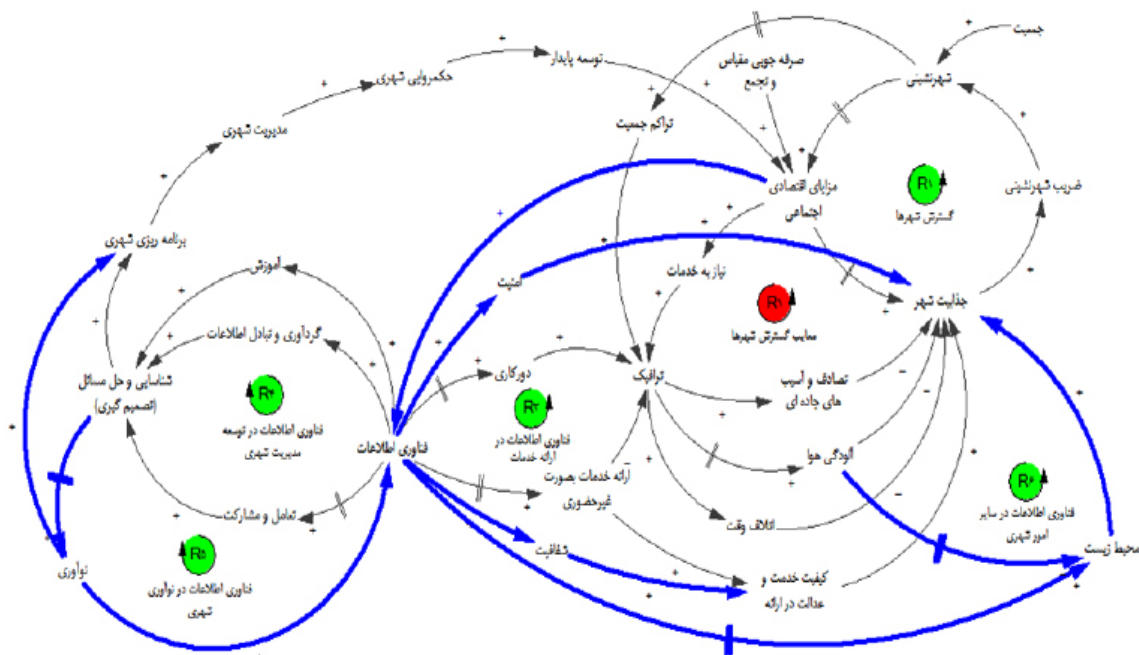 جمعیت
شهرنشینی
صرفه جویی مقیاس
و تجمع
توسعه پایدار
حکمروایی شهری
مدیریت شهری
تراکم جمعیت
مزایای اقتصادی
اجتماعی
R۱
گسترش شهرها
ضریب شهرنشینی
برنامه ریزی شهری
آموزش
امنیت
نیاز به خدمات
جذابیت شهر
معایب گسترش شهرها
گردآوری و تبادل اطلاعات
شناسایی و حل مسائل
(تصمیم گیری)
R۴
فناوری اطلاعات در توسعه
مدیریت شهری
دورکاری
ترافیک
تصادف و آسیب
های جاده ای
R۳
فناوری اطلاعات در
ارائه خدمات
فناوری اطلاعات
آلودگی هوا
ارائه خدمات بصورت
غیرحضوری
R۶
فناوری اطلاعات در سایر
امور شهری
تعامل و مشارکت
اتلاف وقت
شفافیت
محیط زیست
نوآوری
R۵
فناوری اطلاعات در نوآوری
شهری
کیفیت خدمت و
عدالت در ارائه